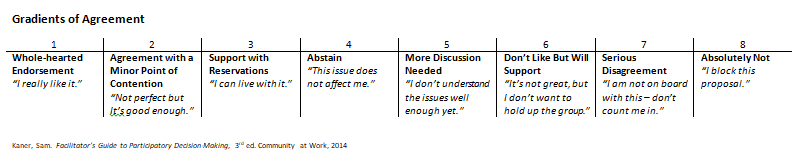 Gradients of Agreement
1 2 3 4 5 6 7 8
Whole-hearted Endorsement
"I really like it."
Agreement with a Minor Point of Contention
"Not perfect but it's good enough."
Support with Reservations
"I can live with it."
Abstain
"This issue does not affect me."
More Discussion Needed
"I don't understand the issues well enough yet."
Don't Like But Will Support
"It's not great, but I don't want to hold up the group."
Serious Disagreement
"I am not on board with this – don't count me in."
Absolutely Not
"I block this proposal."
Kaner, Sam. Facilitator's Guide to Participatory Decision Making, 3rd ed. Community at Work, 2014